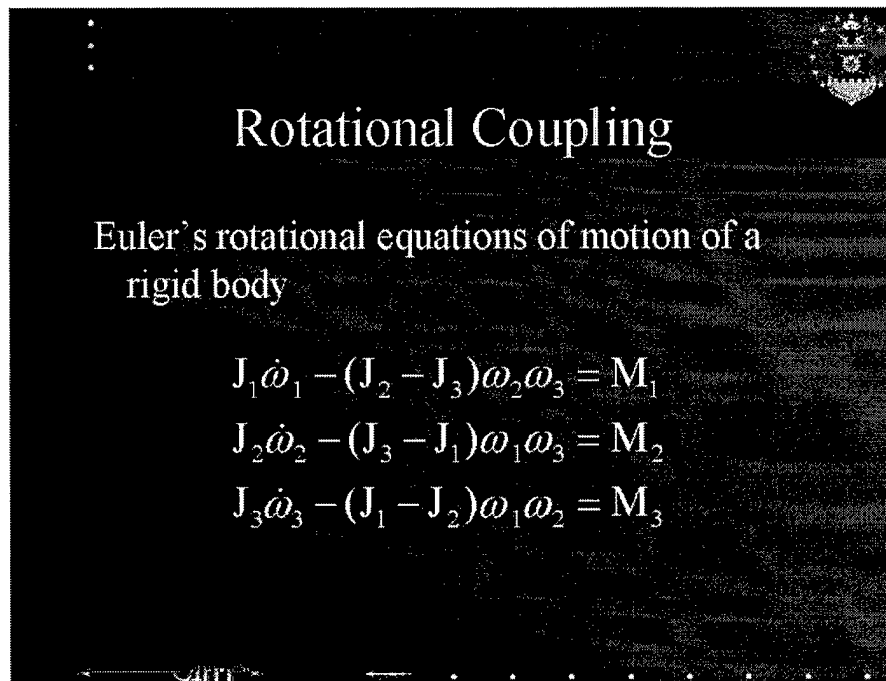 Rotational Coupling
Euler's rotational equations of motion of a
rigid body
J₁ω̇₁ − (J₂ − J₃)ω₂ω₃ = M₁
J₂ω̇₂ − (J₃ − J₁)ω₁ω₃ = M₂
J₃ω̇₃ − (J₁ − J₂)ω₁ω₂ = M₃